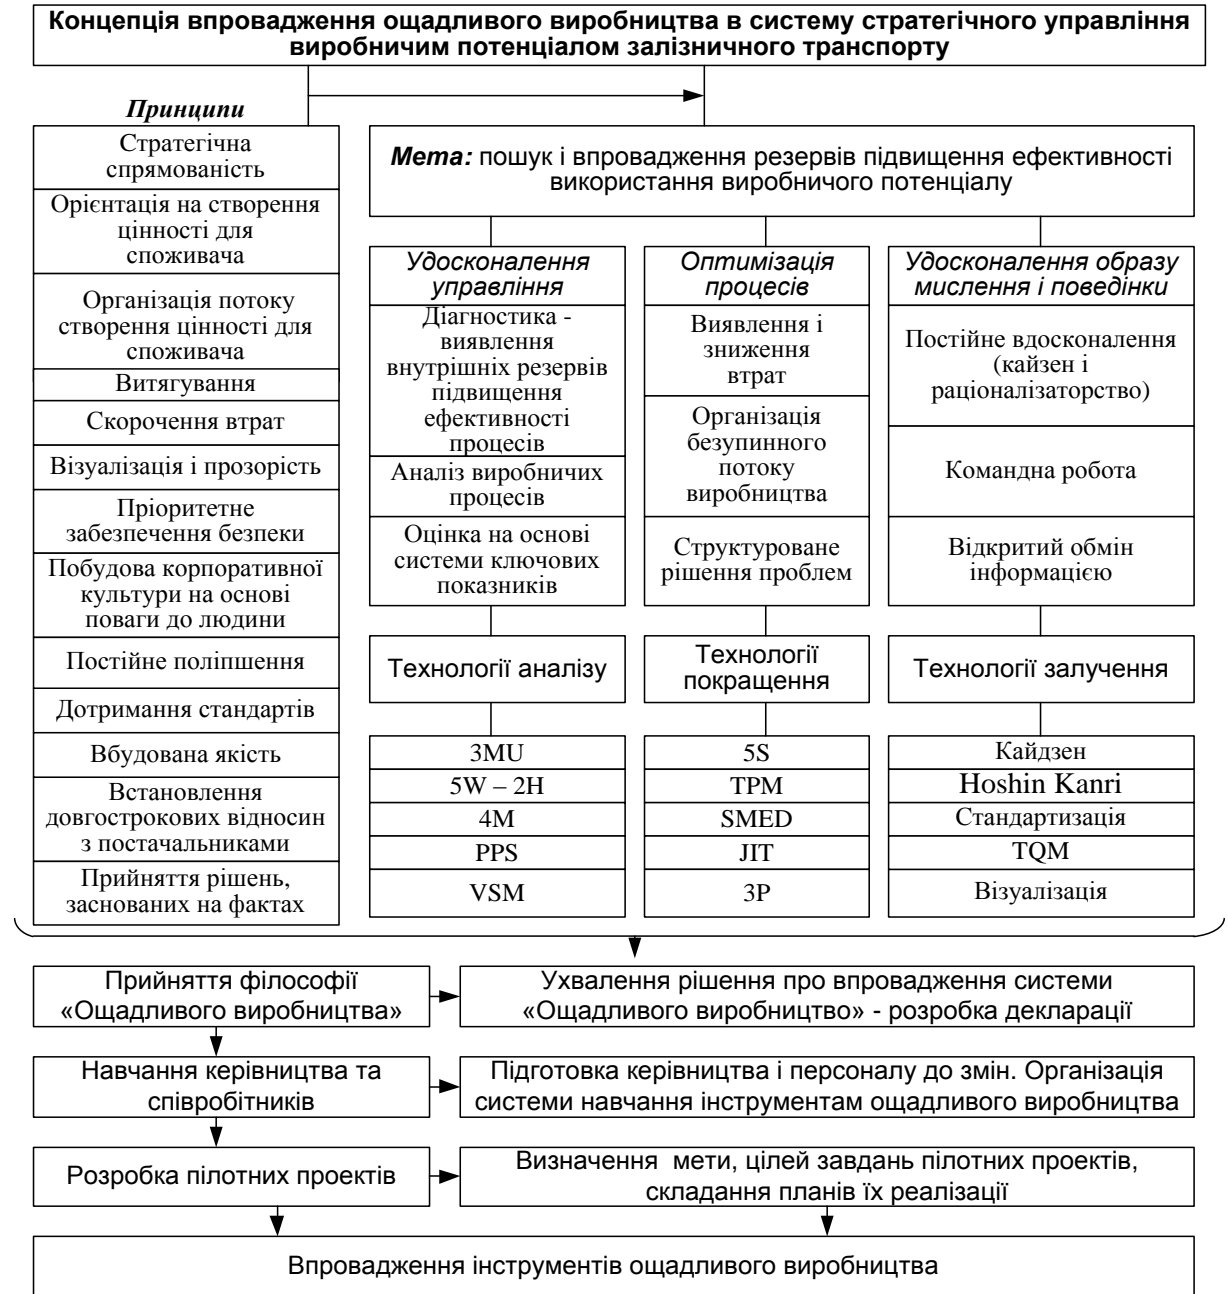 Концепція впровадження ощадливого виробництва в систему стратегічного управління
виробничим потенціалом залізничного транспорту
Принципи
Стратегічна
спрямованість
Орієнтація на створення
цінності для
споживача
Організація потоку
створення цінності для
споживача
Витягування
Скорочення втрат
Візуалізація і прозорість
Пріоритетне
забезпечення безпеки
Побудова корпоративної
культури на основі
поваги до людини
Постійне поліпшення
Дотримання стандартів
Вбудована якість
Встановлення
довгострокових відносин
з постачальниками
Прийняття рішень,
заснованих на фактах
Мета: пошук і впровадження резервів підвищення ефективності
використання виробничого потенціалу
Удосконалення
управління
Діагностика -
виявлення
внутрішніх резервів
підвищення
ефективності
процесів
Аналіз виробничих
процесів
Оцінка на основі
системи ключових
показників
Технології аналізу
3MU
5W – 2H
4M
PPS
VSM
Оптимізація
процесів
Виявлення і
зниження
втрат
Організація
безупинного
потоку
виробництва
Структуроване
рішення проблем
Технології
покращення
5S
TPM
SMED
JIT
3P
Удосконалення образу
мислення і поведінки
Постійне вдосконалення
(кайзен і
раціоналізаторство)
Командна робота
Відкритий обмін
інформацією
Технології залучення
Кайдзен
Hoshin Kanri
Стандартизація
TQM
Візуалізація
Прийняття філософії
«Ощадливого виробництва»
Ухвалення рішення про впровадження системи
«Ощадливого виробництво» - розробка декларації
Навчання керівництва та
співробітників
Підготовка керівництва і персоналу до змін. Організація
системи навчання інструментам ощадливого виробництва
Розробка пілотних проектів
Визначення  мети, цілей завдань пілотних проектів,
складання планів їх реалізації
Впровадження інструментів ощадливого виробництва